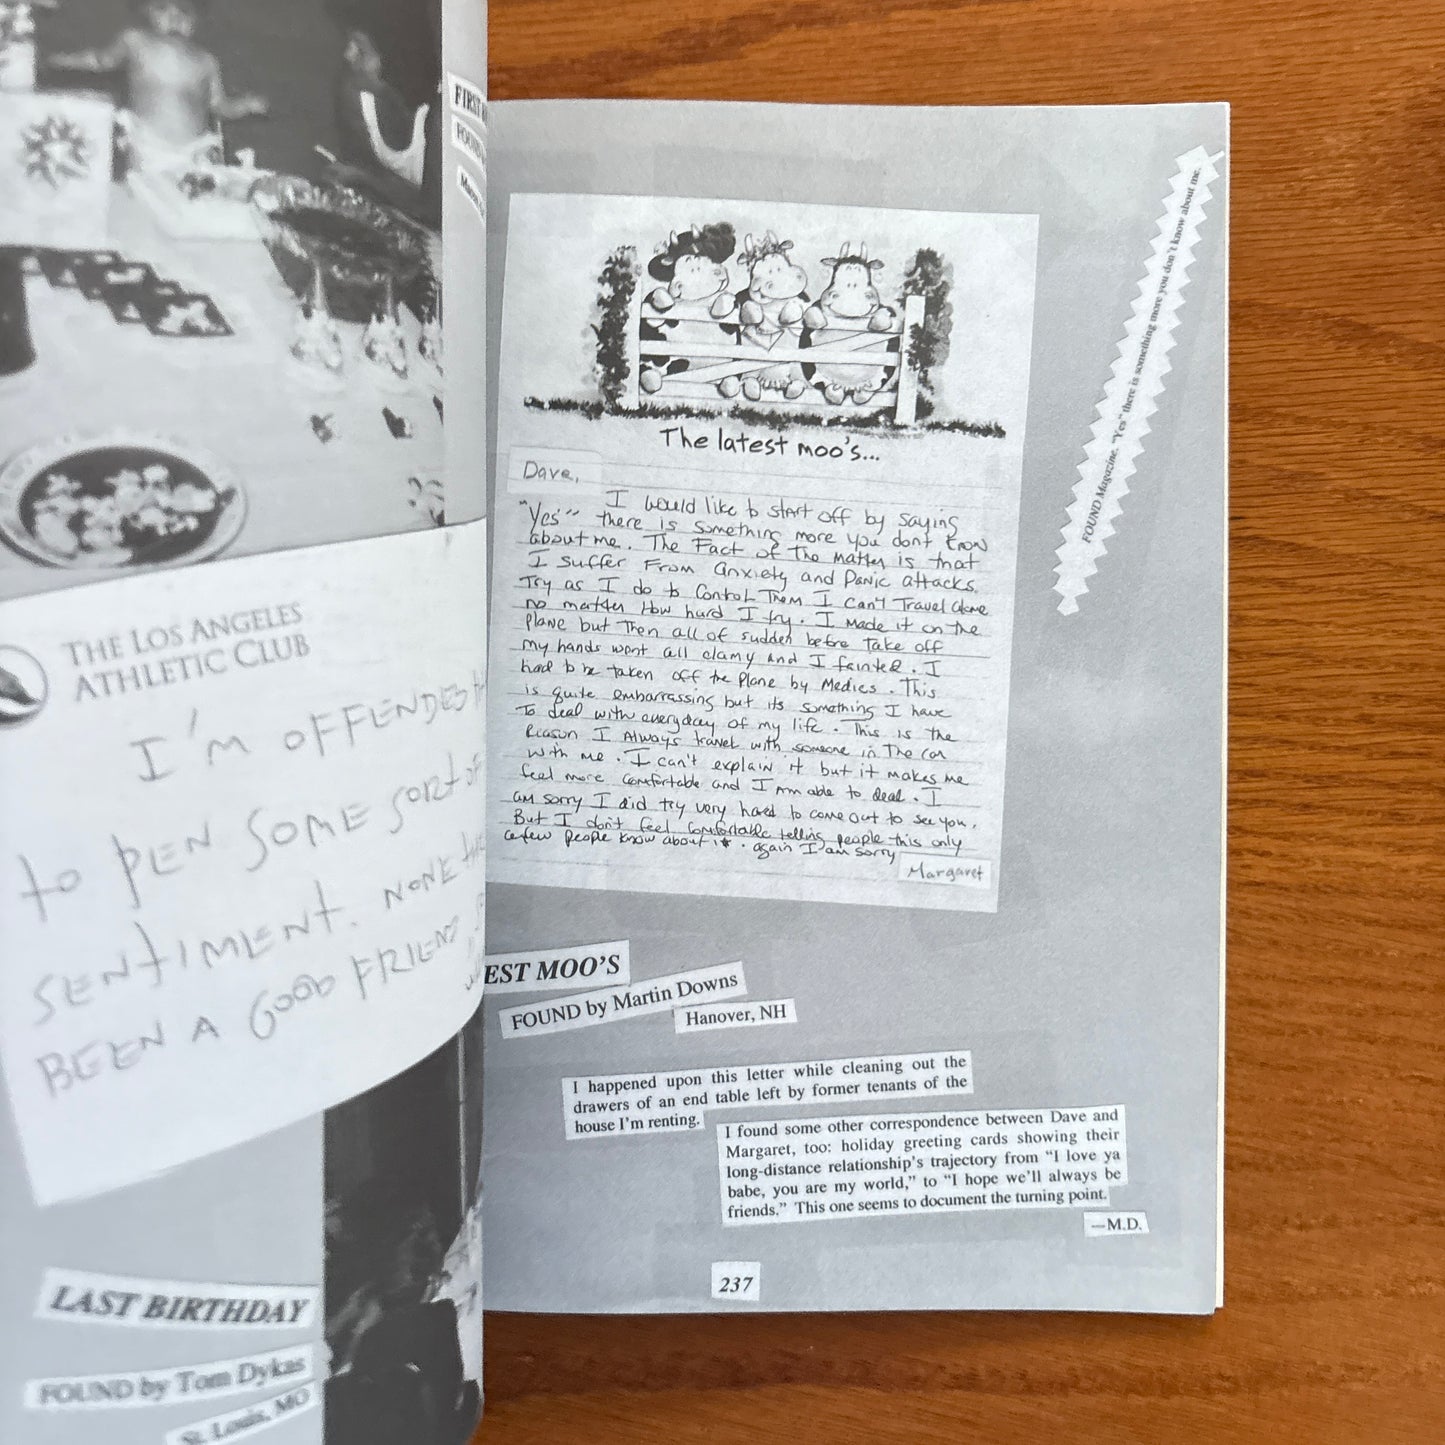 FIRST
FOUND
THE LOS ANGELES
ATHLETIC CLUB
I'M OFFENDED
to PEN SOME SORT OF
SENTIMENT. NONE
BEEN A GOOD FRIEND
LAST BIRTHDAY
FOUND by Tom Dykas
St. Louis, MO
The latest moo's...
Dave,
I would like to start off by saying
"Yes" there is something more you dont know
about me. The Fact of The matter is that
I suffer From anxiety and Panic attacks.
Try as I do to Control Them I Can't Travel alone
no matter How hard I try. I made it on the
Plane but Then all of sudden before Take off
my hands went all clamy and I fainted. I
had to be taken off the Plane by Medics. This
is quite embarrassing but its something I have
To deal with everyday of my life. This is the
Reason I Always travel with someone in The car
with me. I can't explain it but it makes me
feel more comfortable and I am able to deal. I
am sorry I did try very hard to come out to see you.
But I don't feel comfortable telling people this only
a few people know about it. again I am sorry
Margaret
EST MOO'S
FOUND by Martin Downs
Hanover, NH
I happened upon this letter while cleaning out the
drawers of an end table left by former tenants of the
house I'm renting.
I found some other correspondence between Dave and
Margaret, too: holiday greeting cards showing their
long-distance relationship's trajectory from "I love ya
babe, you are my world," to "I hope we'll always be
friends." This one seems to document the turning point.
—M.D.
237
FOUND Magazine. "Yes" there is something more you don't know about me.